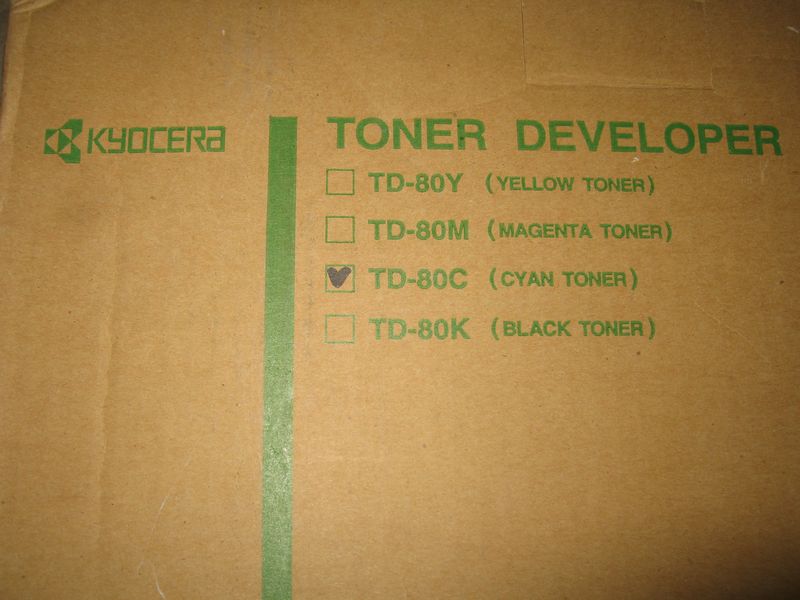 KYOCERA
TONER DEVELOPER
TD-80Y (YELLOW TONER)
TD-80M (MAGENTA TONER)
TD-80C (CYAN TONER)
TD-80K (BLACK TONER)